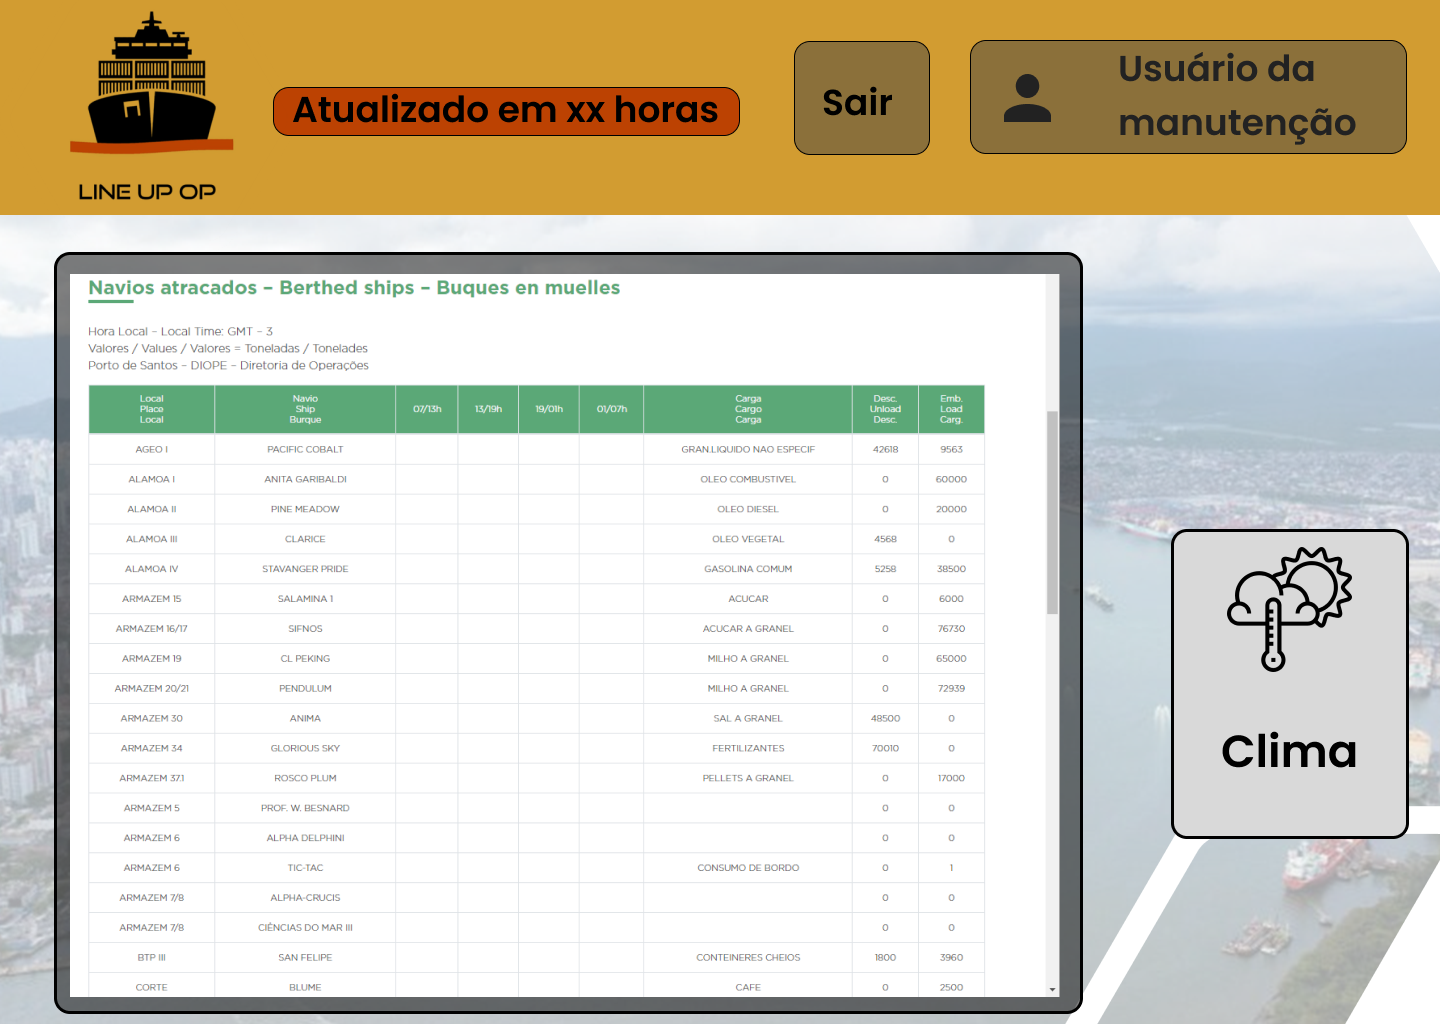 LINE UP OP
Atualizado em xx horas
Sair
Usuário da
manutenção
Navios atracados – Berthed ships – Buques en muelles
Hora Local – Local Time: GMT – 3
Valores / Values / Valores = Toneladas / Tonelades
Porto de Santos – DIOPE – Diretoria de Operações
Local Place Local | Navio Ship Burque | 07/13h | 13/19h | 19/01h | 01/07h | Carga Cargo Carga | Desc. Unload Desc. | Emb. Load Carg.
AGEO I PACIFIC COBALT GRAN.LIQUIDO NAO ESPECIF 42618 9563
ALAMOA I ANITA GARIBALDI OLEO COMBUSTIVEL 0 60000
ALAMOA II PINE MEADOW OLEO DIESEL 0 20000
ALAMOA III CLARICE OLEO VEGETAL 4568 0
ALAMOA IV STAVANGER PRIDE GASOLINA COMUM 5258 38500
ARMAZEM 15 SALAMINA 1 ACUCAR 0 6000
ARMAZEM 16/17 SIFNOS ACUCAR A GRANEL 0 76730
ARMAZEM 19 CL PEKING MILHO A GRANEL 0 65000
ARMAZEM 20/21 PENDULUM MILHO A GRANEL 0 72939
ARMAZEM 30 ANIMA SAL A GRANEL 48500 0
ARMAZEM 34 GLORIOUS SKY FERTILIZANTES 70010 0
ARMAZEM 37.1 ROSCO PLUM PELLETS A GRANEL 0 17000
ARMAZEM 5 PROF. W. BESNARD 0 0
ARMAZEM 6 ALPHA DELPHINI 0 0
ARMAZEM 6 TIC-TAC CONSUMO DE BORDO 0 1
ARMAZEM 7/8 ALPHA-CRUCIS 0 0
ARMAZEM 7/8 CIÊNCIAS DO MAR III 0 0
BTP III SAN FELIPE CONTEINERES CHEIOS 1800 3960
CORTE BLUME CAFE 0 2500
Clima